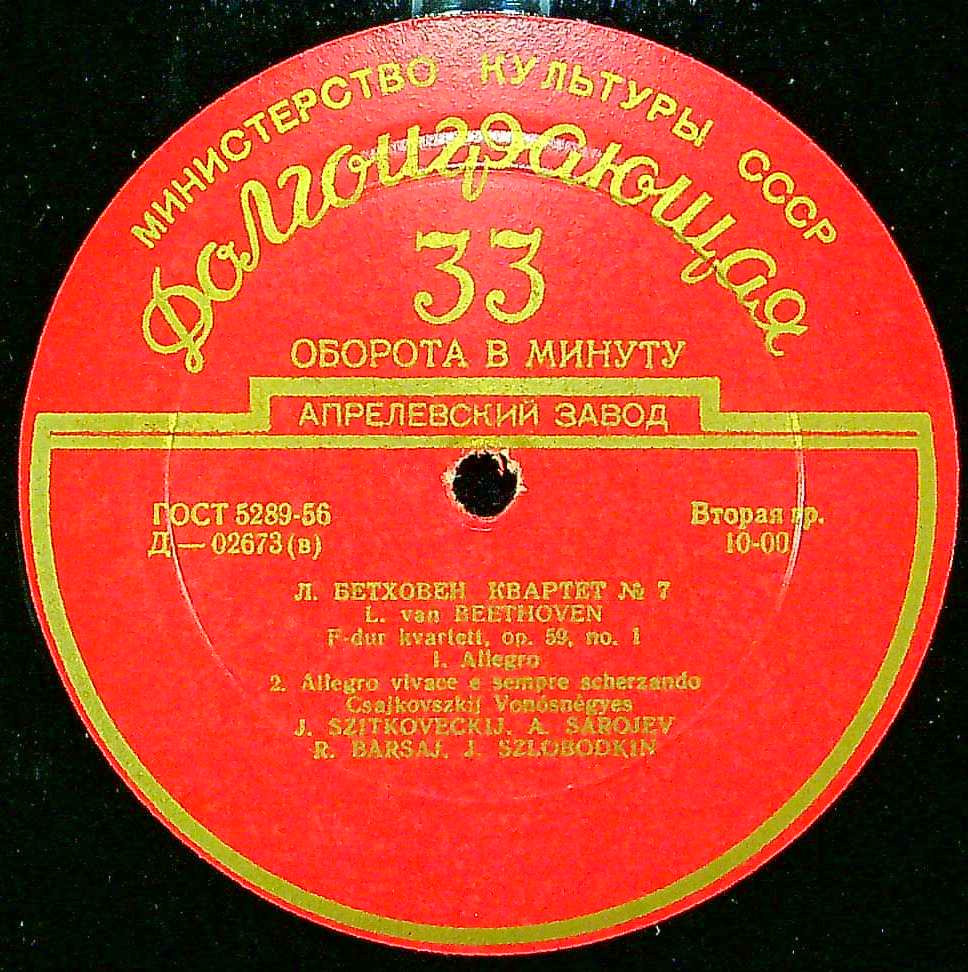 МИНИСТЕРСТВО КУЛЬТУРЫ СССР
Долгоиграющая
33
ОБОРОТА В МИНУТУ
АПРЕЛЕВСКИЙ ЗАВОД
ГОСТ 5289-56
Д — 02673 (в)
Вторая гр.
10-00
Л. БЕТХОВЕН КВАРТЕТ № 7
L. van BEETHOVEN
F-dur kvartett, op. 59, no. 1
1. Allegro
2. Allegro vivace e sempre scherzando
Csajkovszkij Vonósnégyes
J. SZITKOVECKIJ, A. SAROJEV
R. BARSAJ, J. SZLOBODKIN